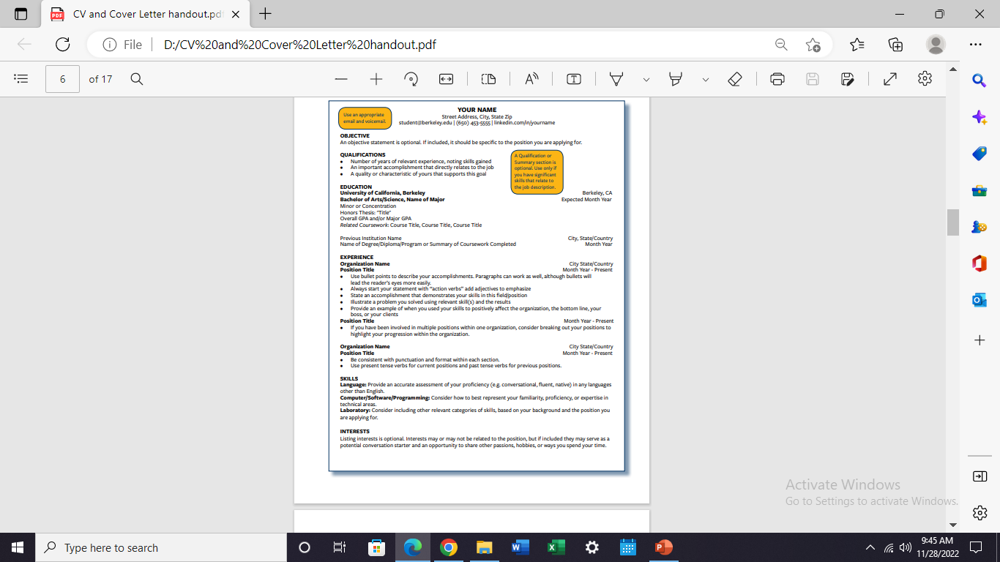 CV and Cover Letter handout.pdf
File
D:/CV%20and%20Cover%20Letter%20handout.pdf
6 of 17
Use an appropriate
email and voicemail.
YOUR NAME
Street Address, City, State Zip
student@berkeley.edu | (650) 453-5555 | linkedin.com/in/yourname
OBJECTIVE
An objective statement is optional. If included, it should be specific to the position you are applying for.
QUALIFICATIONS
• Number of years of relevant experience, noting skills gained
• An important accomplishment that directly relates to the job
• A quality or characteristic of yours that supports this goal
A Qualification or
Summary section is
optional. Use only if
you have significant
skills that relate to
the job description.
EDUCATION
University of California, Berkeley Berkeley, CA
Bachelor of Arts/Science, Name of Major Expected Month Year
Minor or Concentration
Honors Thesis: "Title"
Overall GPA and/or Major GPA
Related Coursework: Course Title, Course Title, Course Title
Previous Institution Name City, State/Country
Name of Degree/Diploma/Program or Summary of Coursework Completed Month Year
EXPERIENCE
Organization Name City State/Country
Position Title Month Year - Present
• Use bullet points to describe your accomplishments. Paragraphs can work as well, although bullets will
lead the reader's eyes more easily.
• Always start your statement with "action verbs" add adjectives to emphasize
• State an accomplishment that demonstrates your skills in this field/position
• Illustrate a problem you solved using relevant skill(s) and the results
• Provide an example of when you used your skills to positively affect the organization, the bottom line, your
boss, or your clients
Position Title Month Year - Present
• If you have been involved in multiple positions within one organization, consider breaking out your positions to
highlight your progression within the organization.
Organization Name City State/Country
Position Title Month Year - Present
• Be consistent with punctuation and format within each section.
• Use present tense verbs for current positions and past tense verbs for previous positions.
SKILLS
Language: Provide an accurate assessment of your proficiency (e.g. conversational, fluent, native) in any languages
other than English.
Computer/Software/Programming: Consider how to best represent your familiarity, proficiency, or expertise in
technical areas.
Laboratory: Consider including other relevant categories of skills, based on your background and the position you
are applying for.
INTERESTS
Listing interests is optional. Interests may or may not be related to the position, but if included they may serve as a
potential conversation starter and an opportunity to share other passions, hobbies, or ways you spend your time.
Activate Windows
Go to Settings to activate Windows.
Type here to search
9:45 AM
11/28/2022